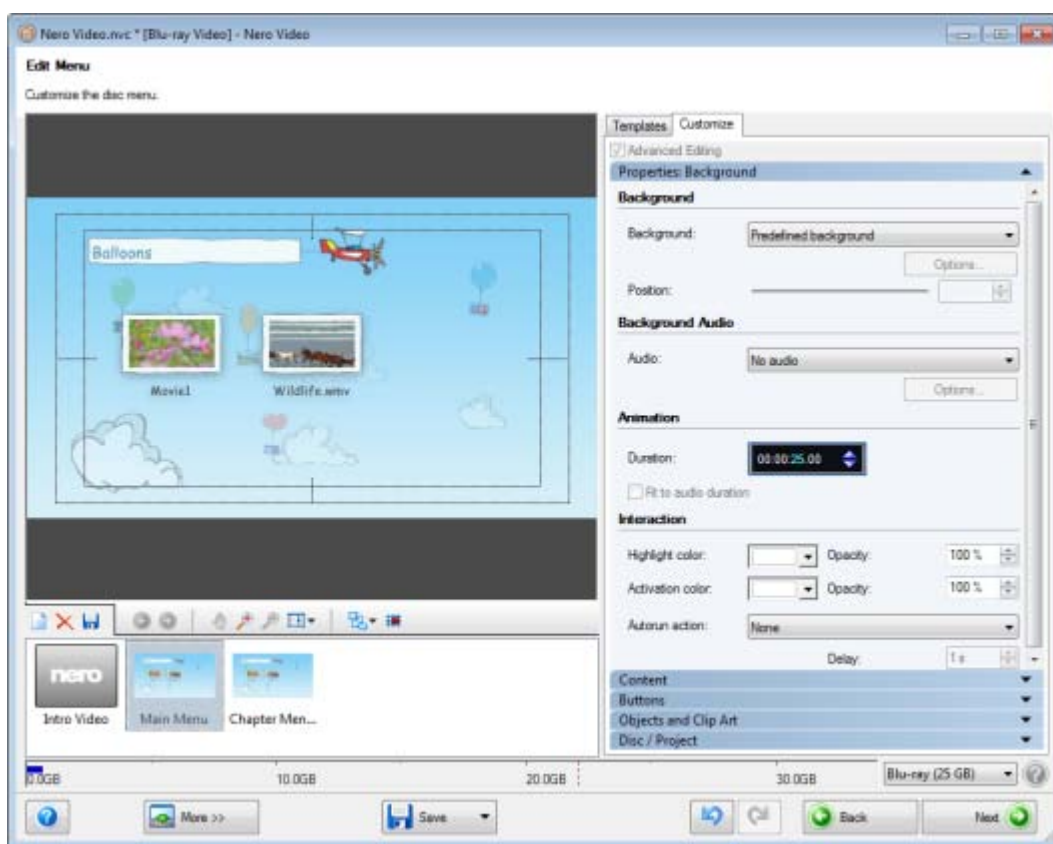 Nero Video.nvc * [Blu-ray Video] - Nero Video
Edit Menu
Customize the disc menu.
Templates
Customize
Advanced Editing
Properties: Background
Background
Background:
Predefined background
Options...
Position:
Background Audio
Audio:
No audio
Options...
Animation
Duration:
00:00:25.00
Fit to audio duration
Interaction
Highlight color:
Opacity:
100 %
Activation color:
Opacity:
100 %
Autorun action:
None
Delay:
1 s
Content
Buttons
Objects and Clip Art
Disc / Project
Balloons
Movie1
Wildlife.wmv
nero
Intro Video
Main Menu
Chapter Men...
0.0GB
10.0GB
20.0GB
30.0GB
Blu-ray (25 GB)
More >>
Save
Back
Next